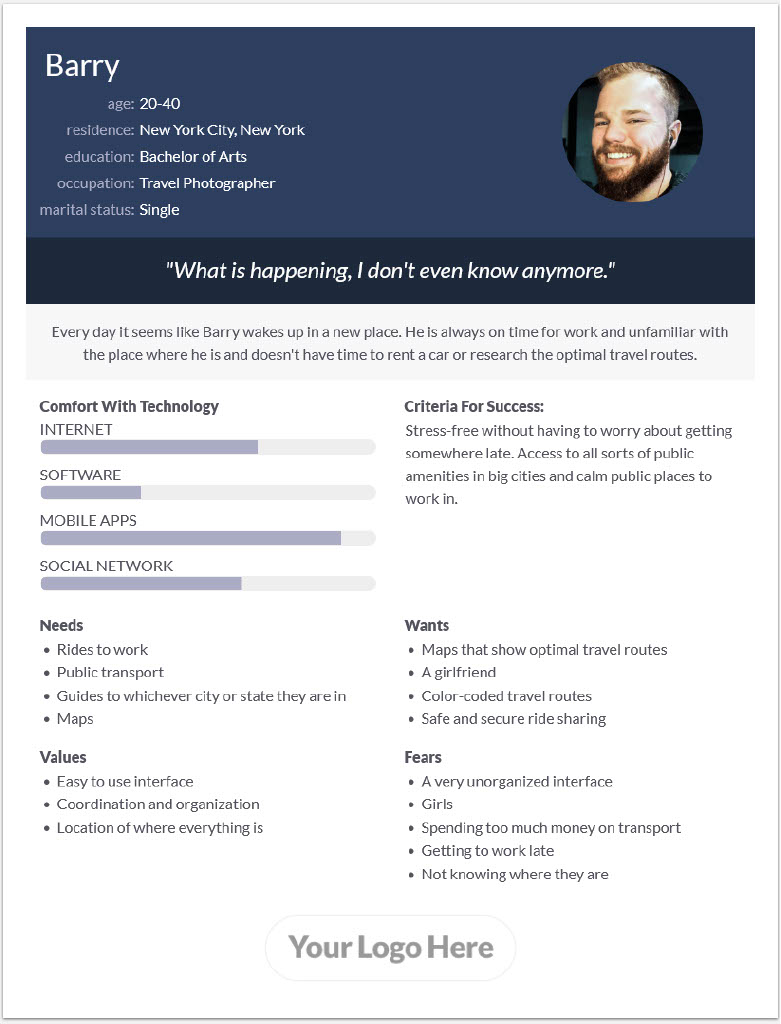 Barry
age: 20-40
residence: New York City, New York
education: Bachelor of Arts
occupation: Travel Photographer
marital status: Single
"What is happening, I don't even know anymore."
Every day it seems like Barry wakes up in a new place. He is always on time for work and unfamiliar with
the place where he is and doesn't have time to rent a car or research the optimal travel routes.
Comfort With Technology
INTERNET
SOFTWARE
MOBILE APPS
SOCIAL NETWORK
Criteria For Success:
Stress-free without having to worry about getting
somewhere late. Access to all sorts of public
amenities in big cities and calm public places to
work in.
Needs
• Rides to work
• Public transport
• Guides to whichever city or state they are in
• Maps
Wants
• Maps that show optimal travel routes
• A girlfriend
• Color-coded travel routes
• Safe and secure ride sharing
Values
• Easy to use interface
• Coordination and organization
• Location of where everything is
Fears
• A very unorganized interface
• Girls
• Spending too much money on transport
• Getting to work late
• Not knowing where they are
Your Logo Here